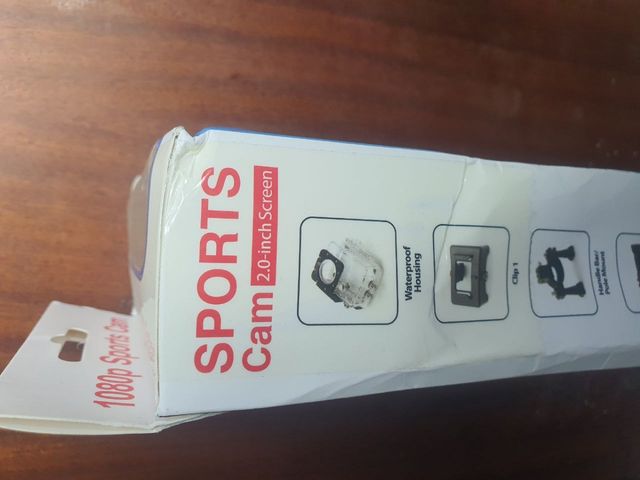 1080p Sports Cam
SPORTS
Cam 2.0-inch Screen
Waterproof
Housing
Clip 1
Handle Bar/
Pole Mount